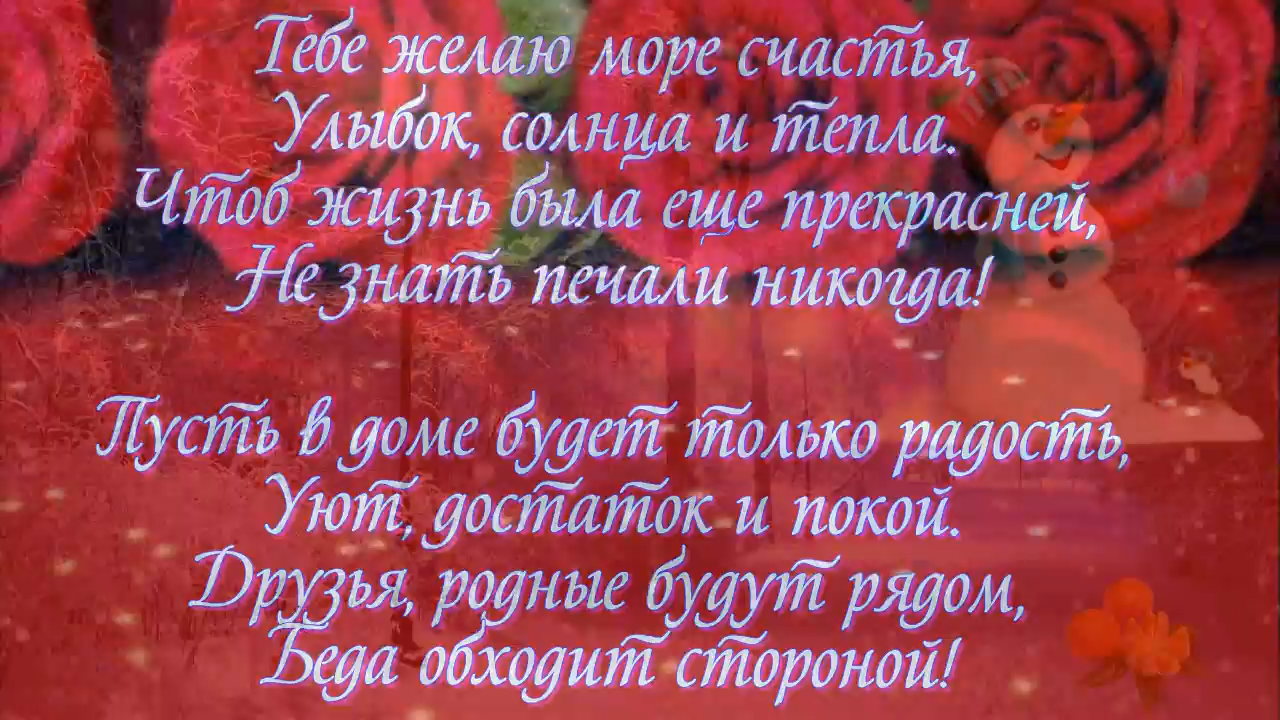 Тебе желаю море счастья,
Улыбок, солнца и тепла.
Чтоб жизнь была еще прекрасней,
Не знать печали никогда!
Пусть в доме будет только радость,
Уют, достаток и покой.
Друзья, родные будут рядом,
Беда обходит стороной!